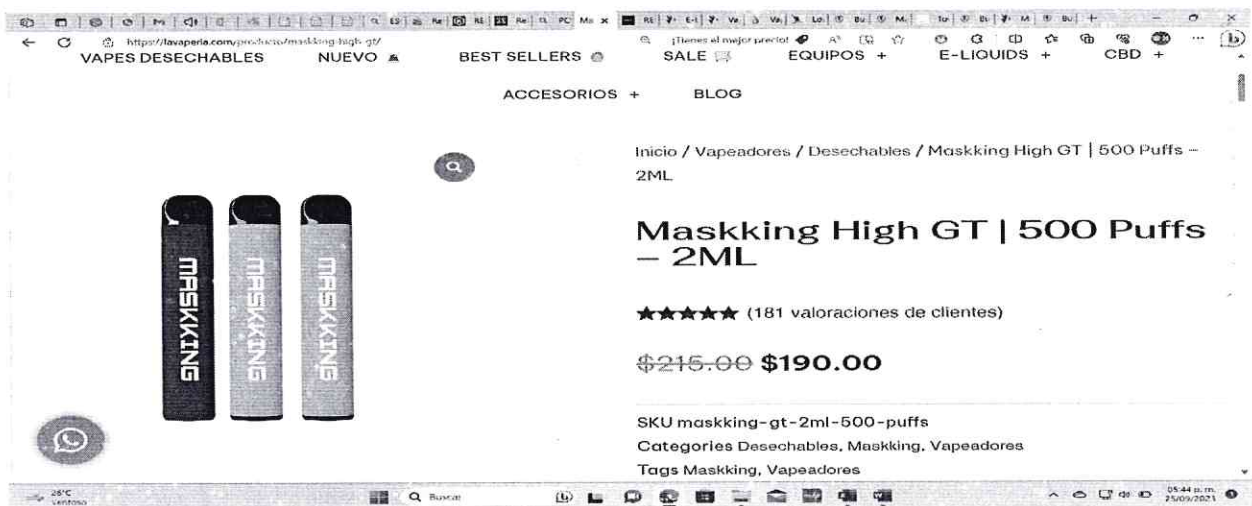 https://lavaperia.com/producto/maskking-high-gt/
¡Tienes el mejor precio!
VAPES DESECHABLES NUEVO BEST SELLERS SALE EQUIPOS + E-LIQUIDS + CBD +
ACCESORIOS + BLOG
Inicio / Vapeadores / Desechables / Maskking High GT | 500 Puffs –
2ML
MASKKING
MASKKING
MASKKING
Maskking High GT | 500 Puffs
– 2ML
(181 valoraciones de clientes)
$215.00 $190.00
SKU maskking-gt-2ml-500-puffs
Categories Desechables, Maskking, Vapeadores
Tags Maskking, Vapeadores
26°C
Ventoso
Buscar
05:44 p. m.